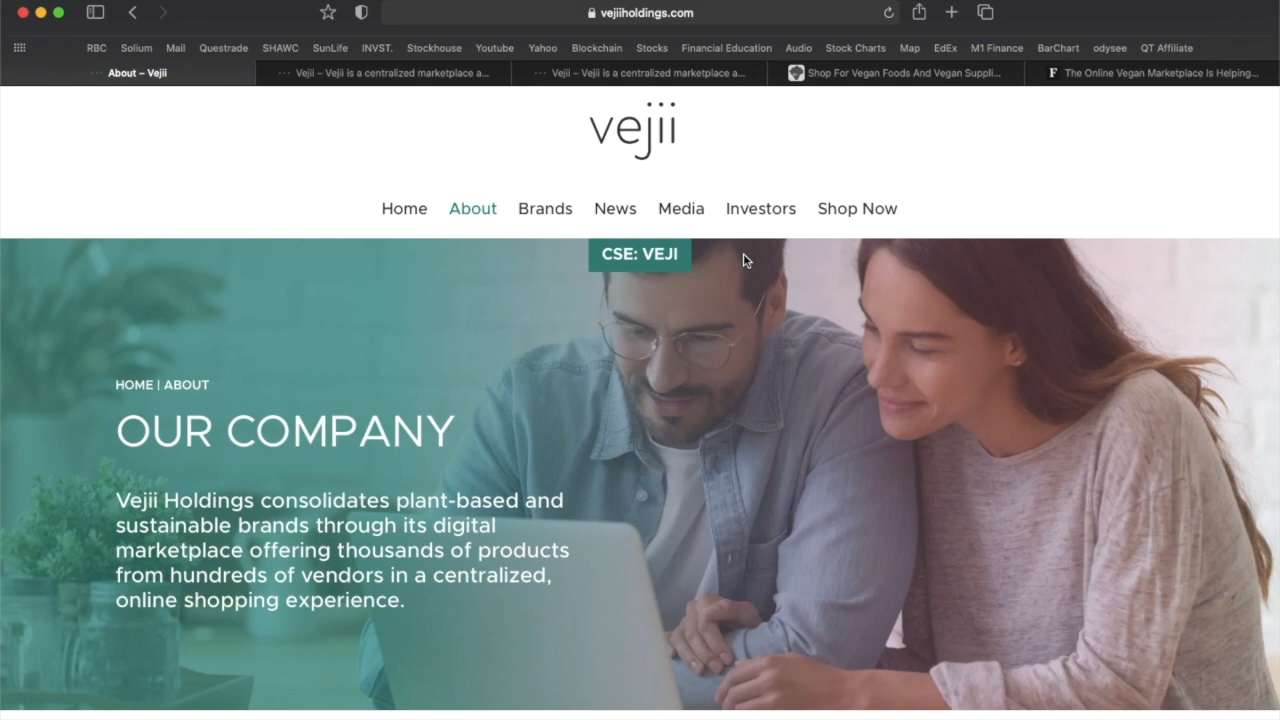 vejiiholdings.com
RBC Solium Mail Questrade SHAWC SunLife INVST. Stockhouse Youtube Yahoo Blockchain Stocks Financial Education Audio Stock Charts Map EdEx M1 Finance BarChart odysee QT Affiliate
About – Vejii Vejii – Vejii is a centralized marketplace a... Vejii – Vejii is a centralized marketplace a... Shop For Vegan Foods And Vegan Suppli... F The Online Vegan Marketplace Is Helping...
vejii
Home About Brands News Media Investors Shop Now
CSE: VEJI
HOME | ABOUT
OUR COMPANY
Vejii Holdings consolidates plant-based and
sustainable brands through its digital
marketplace offering thousands of products
from hundreds of vendors in a centralized,
online shopping experience.